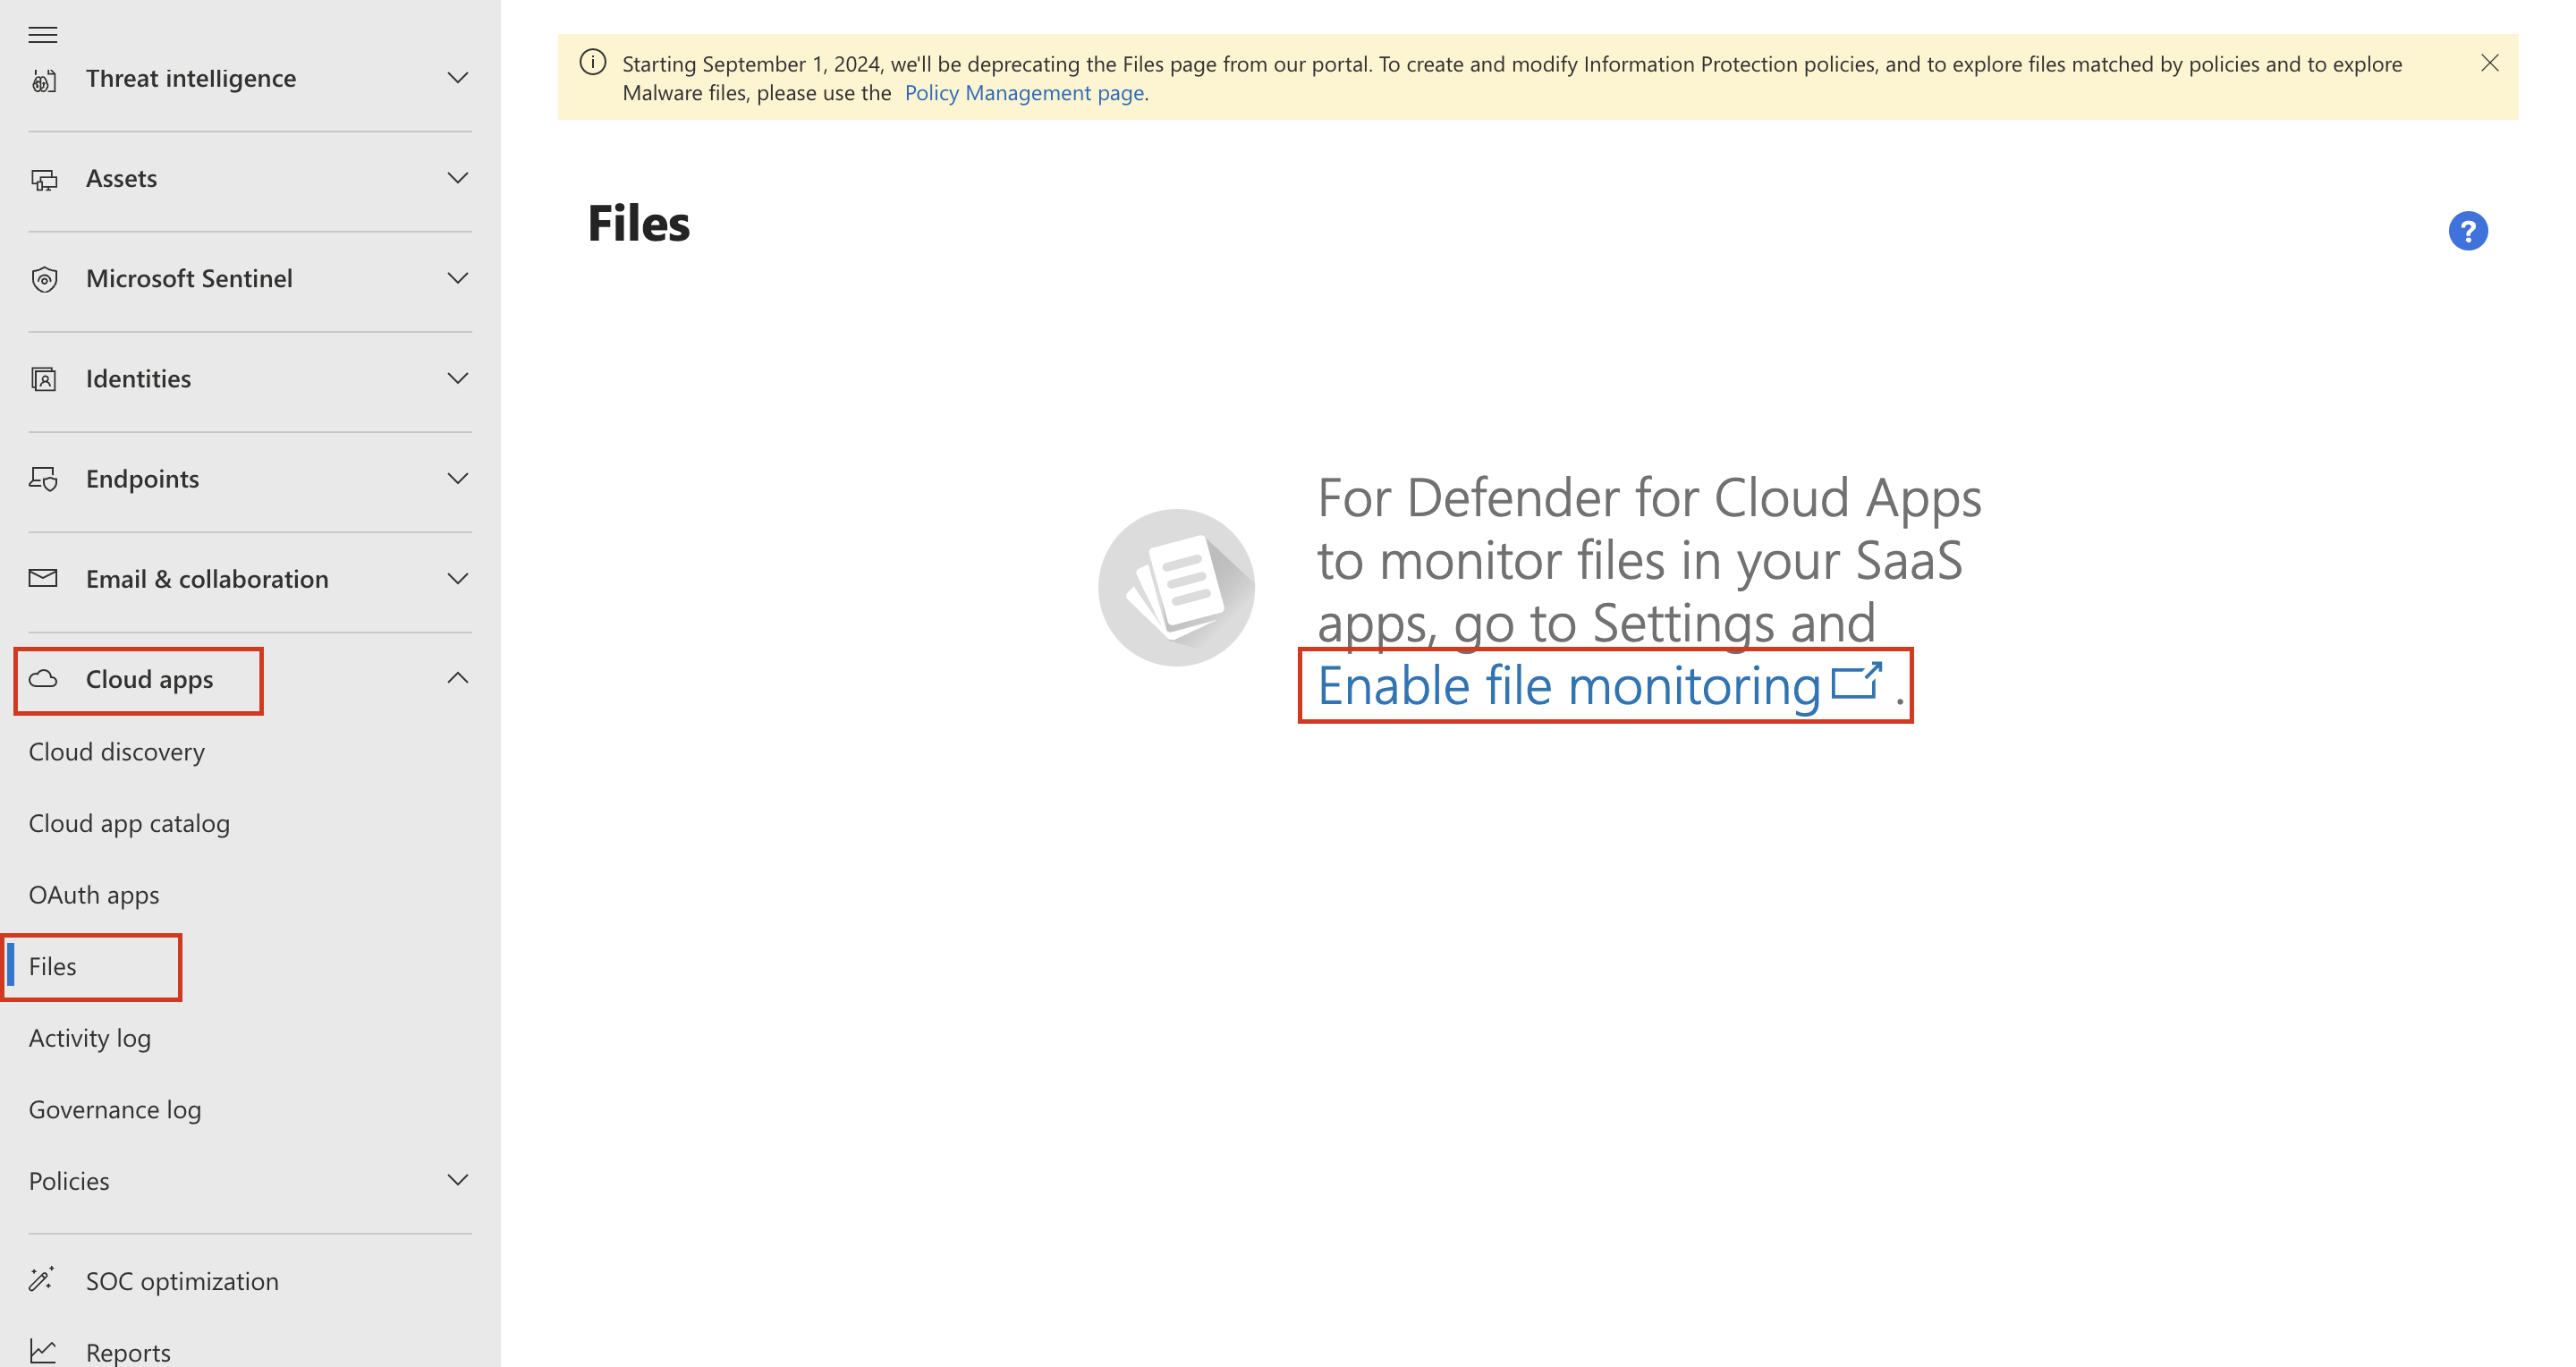 Threat intelligence
Assets
Microsoft Sentinel
Identities
Endpoints
Email & collaboration
Cloud apps
Cloud discovery
Cloud app catalog
OAuth apps
Files
Activity log
Governance log
Policies
SOC optimization
Reports
Starting September 1, 2024, we'll be deprecating the Files page from our portal. To create and modify Information Protection policies, and to explore files matched by policies and to explore
Malware files, please use the Policy Management page.
Files
?
For Defender for Cloud Apps
to monitor files in your SaaS
apps, go to Settings and
Enable file monitoring .